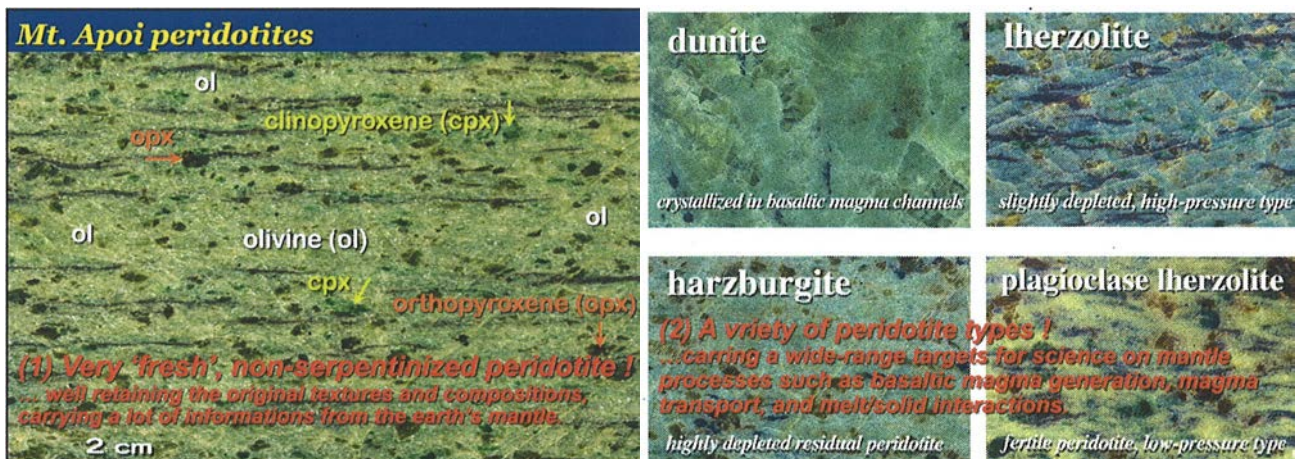 Mt. Apoi peridotites
ol
clinopyroxene (cpx)
opx
ol
ol
olivine (ol)
cpx
orthopyroxene (opx)
(1) Very 'fresh', non-serpentinized peridotite !
... well retaining the original textures and compositions,
carrying a lot of informations from the earth's mantle
2 cm
dunite
crystallized in basaltic magma channels
lherzolite
slightly depleted, high-pressure type
harzburgite
plagioclase lherzolite
(2) A vriety of peridotite types !
...carring a wide-range targets for science on mantle
processes such as basaltic magma generation, magma
transport, and melt/solid interactions
highly depleted residual peridotite
fertile peridotite, low-pressure type